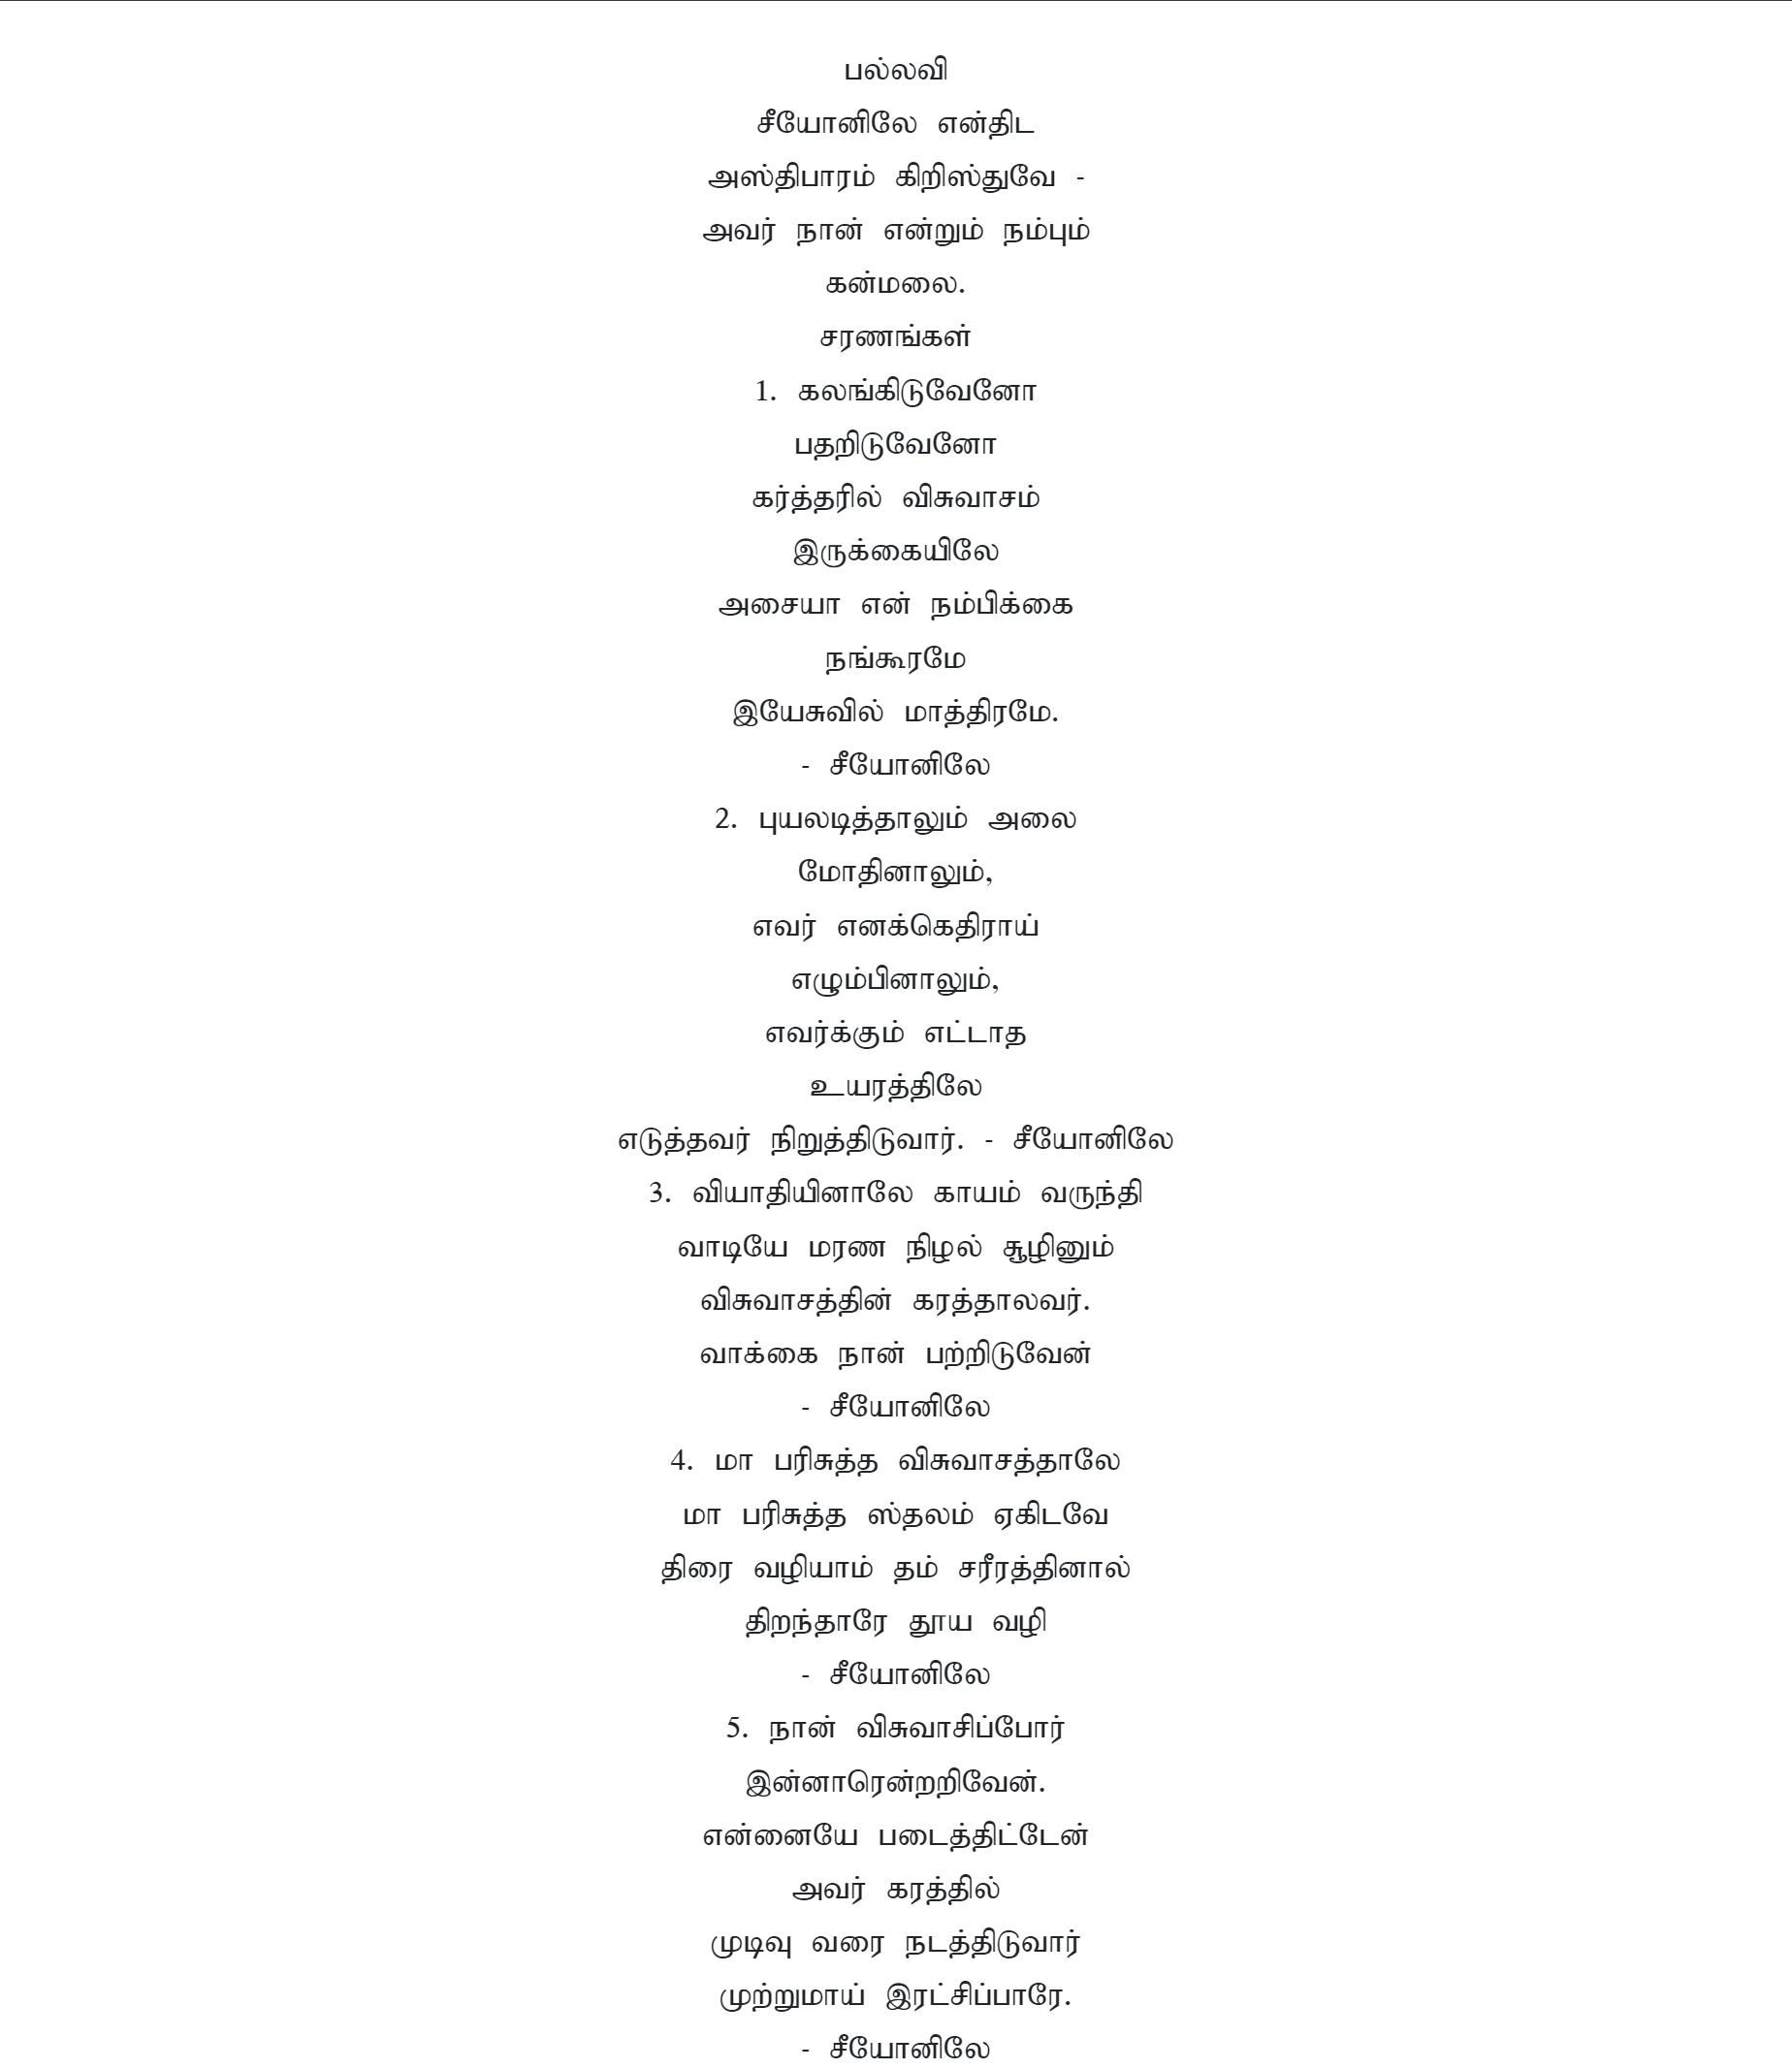 பல்லவி
சீயோனிலே என்திட
அஸ்திபாரம் கிறிஸ்துவே -
அவர் நான் என்றும் நம்பும்
கன்மலை.
சரணங்கள்
1. கலங்கிடுவேனோ
பதறிடுவேனோ
கர்த்தரில் விசுவாசம்
இருக்கையிலே
அசையா என் நம்பிக்கை
நங்கூரமே
இயேசுவில் மாத்திரமே.
- சீயோனிலே
2. புயலடித்தாலும் அலை
மோதினாலும்,
எவர் எனக்கெதிராய்
எழும்பினாலும்,
எவர்க்கும் எட்டாத
உயரத்திலே
எடுத்தவர் நிறுத்திடுவார். - சீயோனிலே
3. வியாதியினாலே காயம் வருந்தி
வாடியே மரண நிழல் சூழினும்
விசுவாசத்தின் கரத்தாலவர்.
வாக்கை நான் பற்றிடுவேன்
- சீயோனிலே
4. மா பரிசுத்த விசுவாசத்தாலே
மா பரிசுத்த ஸ்தலம் ஏகிடவே
திரை வழியாம் தம் சரீரத்தினால்
திறந்தாரே தூய வழி
- சீயோனிலே
5. நான் விசுவாசிப்போர்
இன்னாரென்றறிவேன்.
என்னையே படைத்திட்டேன்
அவர் கரத்தில்
முடிவு வரை நடத்திடுவார்
முற்றுமாய் இரட்சிப்பாரே.
- சீயோனிலே